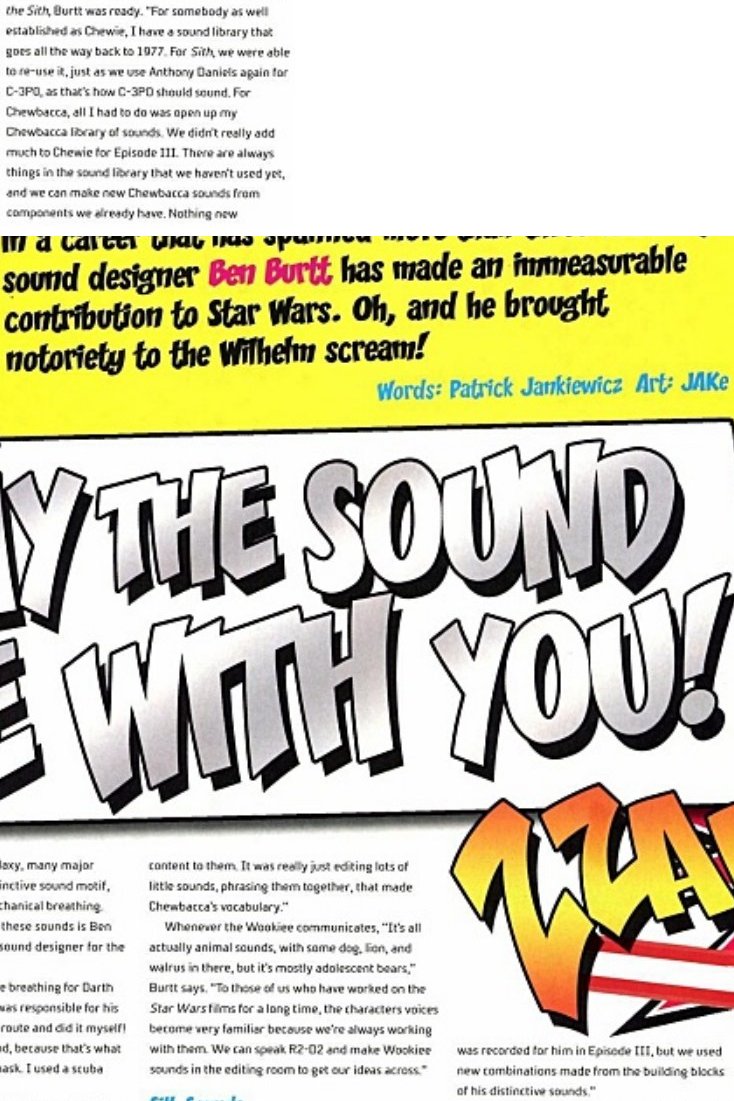 the Sith, Burtt was ready. "For somebody as well
established as Chewie, I have a sound library that
goes all the way back to 1977. For Sith, we were able
to re-use it, just as we use Anthony Daniels again for
C-3PO, as that's how C-3PO should sound. For
Chewbacca, all I had to do was open up my
Chewbacca library of sounds. We didn't really add
much to Chewie for Episode III. There are always
things in the sound library that we haven't used yet,
and we can make new Chewbacca sounds from
components we already have. Nothing new
In a career that has spanned more than
sound designer Ben Burtt has made an immeasurable
contribution to Star Wars. Oh, and he brought
notoriety to the Wilhelm scream!
Words: Patrick Jankiewicz Art: JAKe
Y THE SOUND
E WITH YOU!
ZZA
laxy, many major
inctive sound motif,
chanical breathing.
these sounds is Ben
sound designer for the
e breathing for Darth
was responsible for his
route and did it myself!
d, because that's what
ask. I used a scuba
content to them. It was really just editing lots of
little sounds, phrasing them together, that made
Chewbacca's vocabulary."
Whenever the Wookiee communicates, "It's all
actually animal sounds, with some dog, lion, and
walrus in there, but it's mostly adolescent bears,"
Burtt says. "To those of us who have worked on the
Star Wars films for a long time, the characters voices
become very familiar because we're always working
with them. We can speak R2-D2 and make Wookiee
sounds in the editing room to get our ideas across."
Sith Sounds
was recorded for him in Episode III, but we used
new combinations made from the building blocks
of his distinctive sounds."